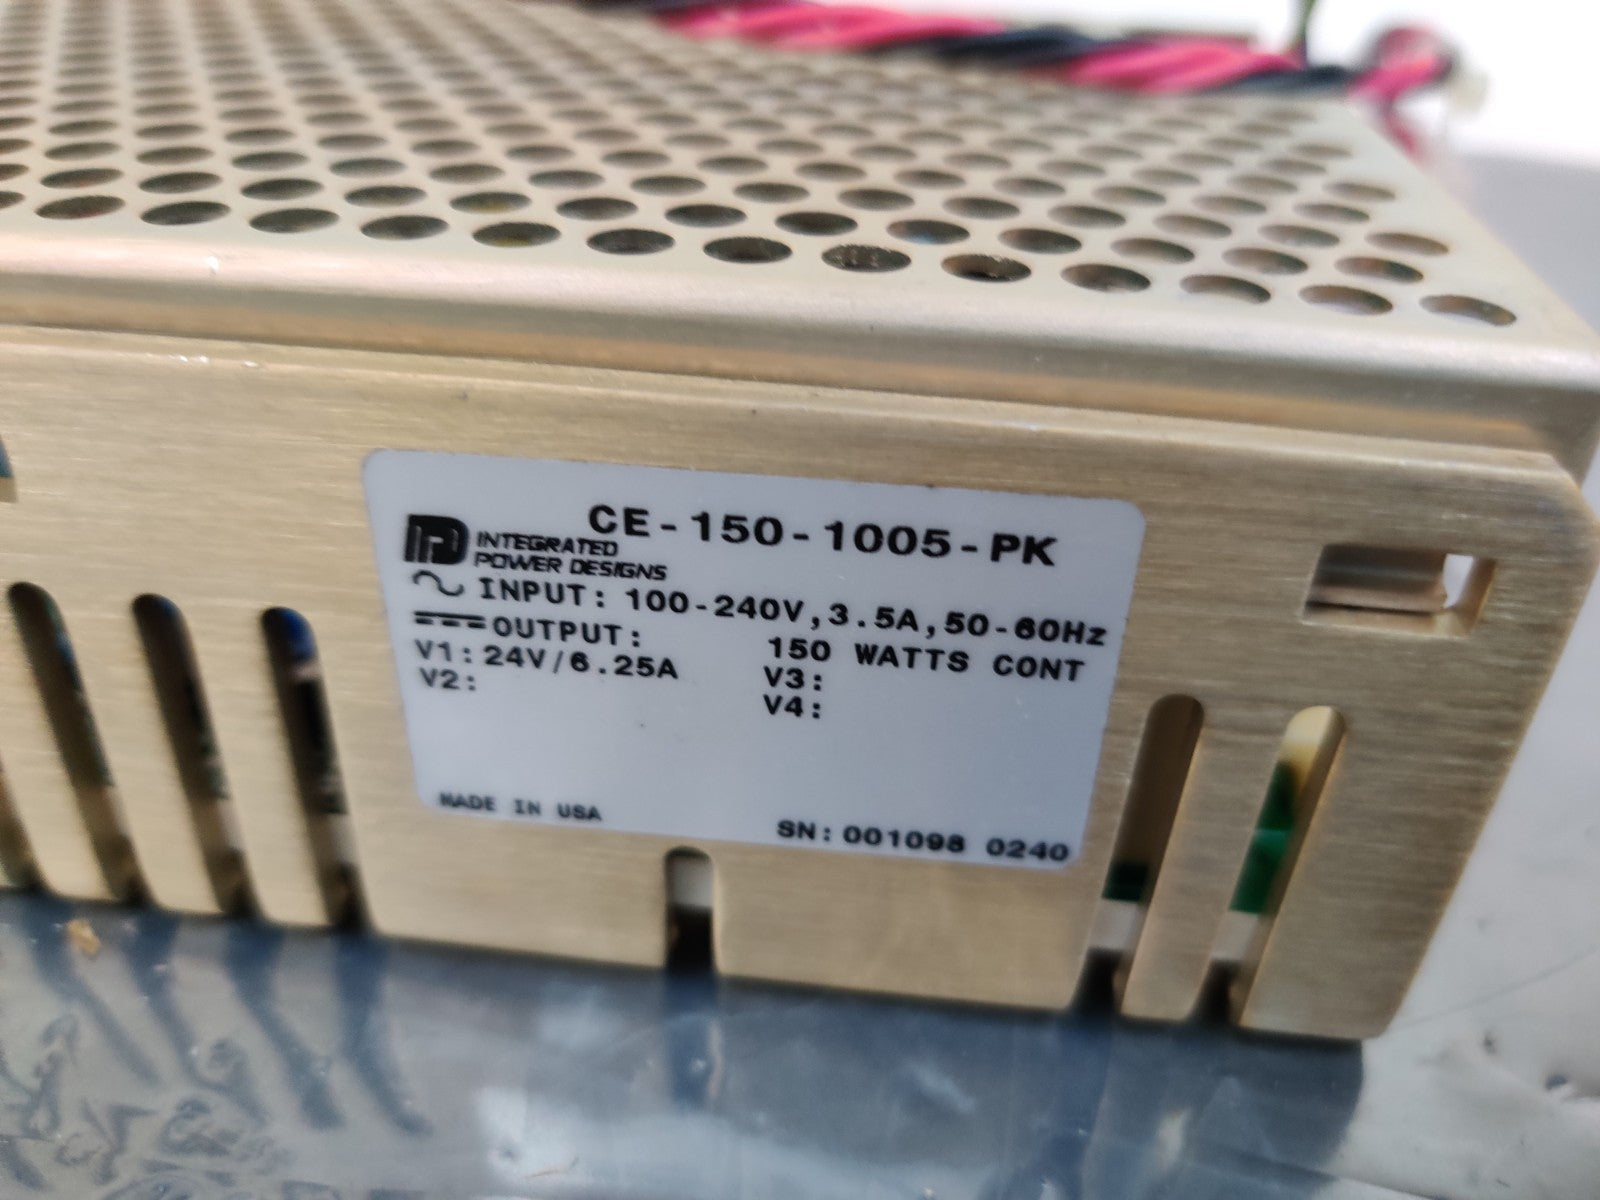 CE-150-1005-PK
INTEGRATED
POWER DESIGNS
INPUT: 100-240V, 3.5A, 50-60Hz
OUTPUT: 150 WATTS CONT
V1: 24V/6.25A V3:
V2: V4:
MADE IN USA SN: 001098 0240